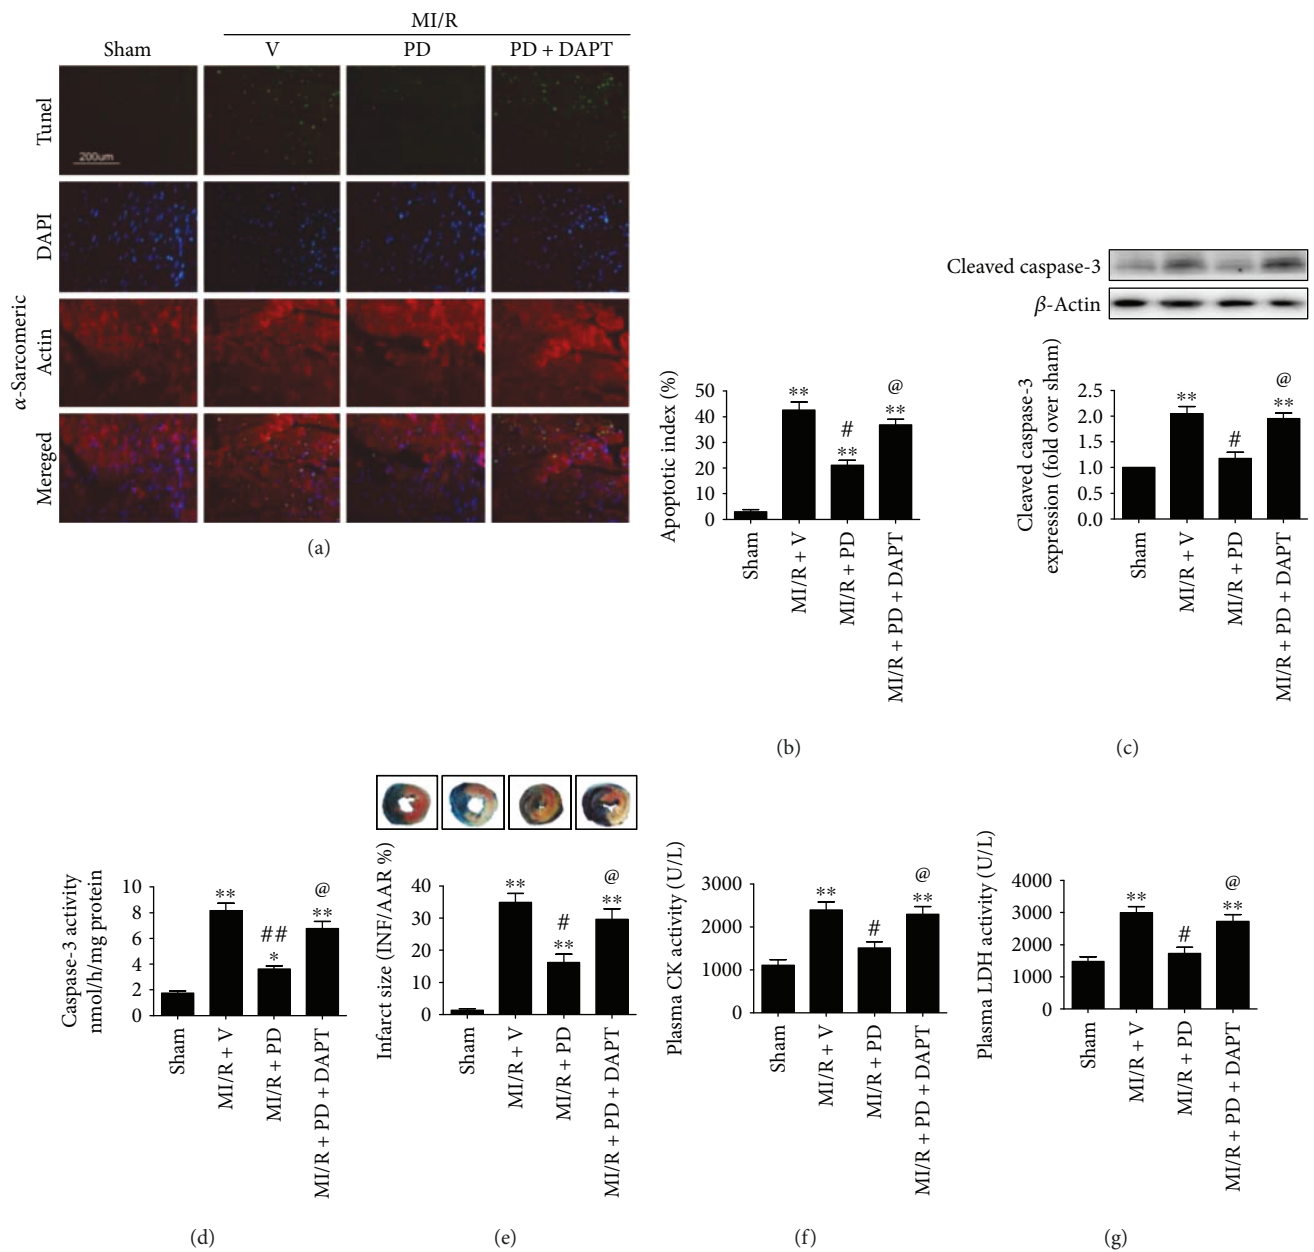 MI/R
Sham V PD PD + DAPT
Tunel
200um
DAPI
α-Sarcomeric
Actin
Mereged
(a)
Apoptotic index (%)
50
40
30
20
10
0
**
#
**
@
**
Sham
MI/R + V
MI/R + PD
MI/R + PD + DAPT
(b)
Cleaved caspase-3
β-Actin
Cleaved caspase-3
expression (fold over sham)
2.5
2.0
1.5
1.0
0.5
0.0
**
#
@
**
Sham
MI/R + V
MI/R + PD
MI/R + PD + DAPT
(c)
Caspase-3 activity
nmol/h/mg protein
10
8
6
4
2
0
**
##
*
@
**
Sham
MI/R + V
MI/R + PD
MI/R + PD + DAPT
(d)
Infarct size (INF/AAR %)
40
30
20
10
0
**
#
**
@
**
Sham
MI/R + V
MI/R + PD
MI/R + PD + DAPT
(e)
Plasma CK activity (U/L)
3000
2000
1000
0
**
#
@
**
Sham
MI/R + V
MI/R + PD
MI/R + PD + DAPT
(f)
Plasma LDH activity (U/L)
4000
3000
2000
1000
0
**
#
@
**
Sham
MI/R + V
MI/R + PD
MI/R + PD + DAPT
(g)